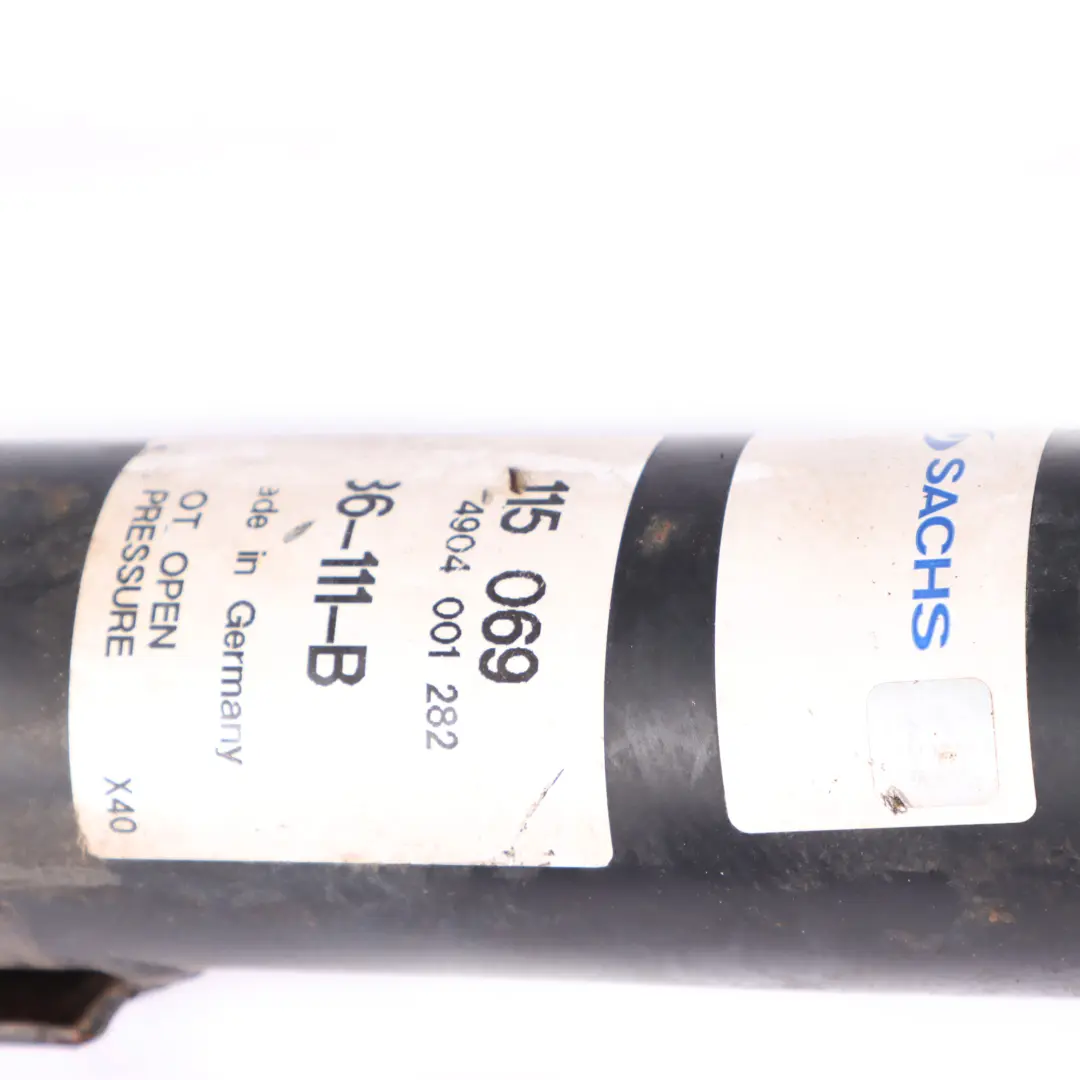 115 069
4904 001 282
36-111-B
ade in Germany
OT OPEN
PRESSURE
X40
SACHS